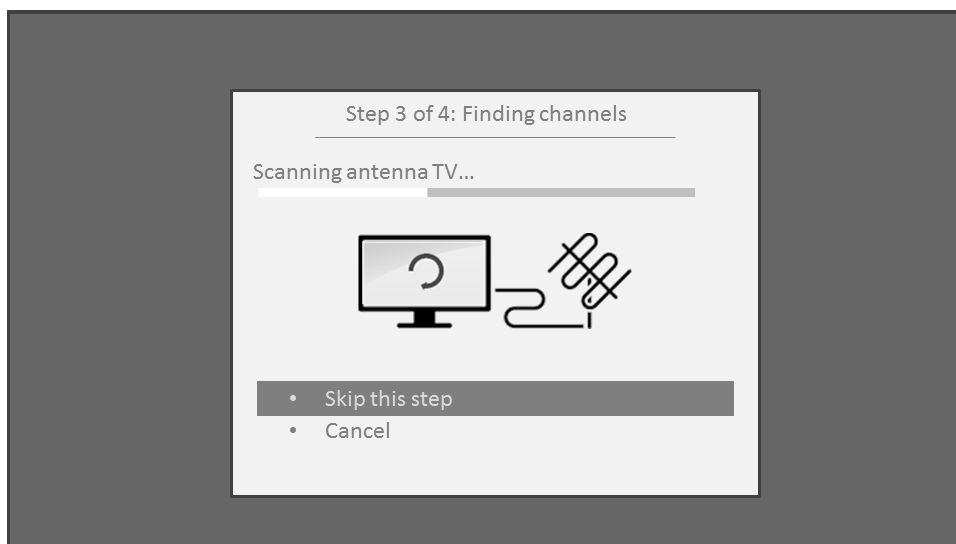 Step 3 of 4: Finding channels
Scanning antenna TV...
• Skip this step
• Cancel